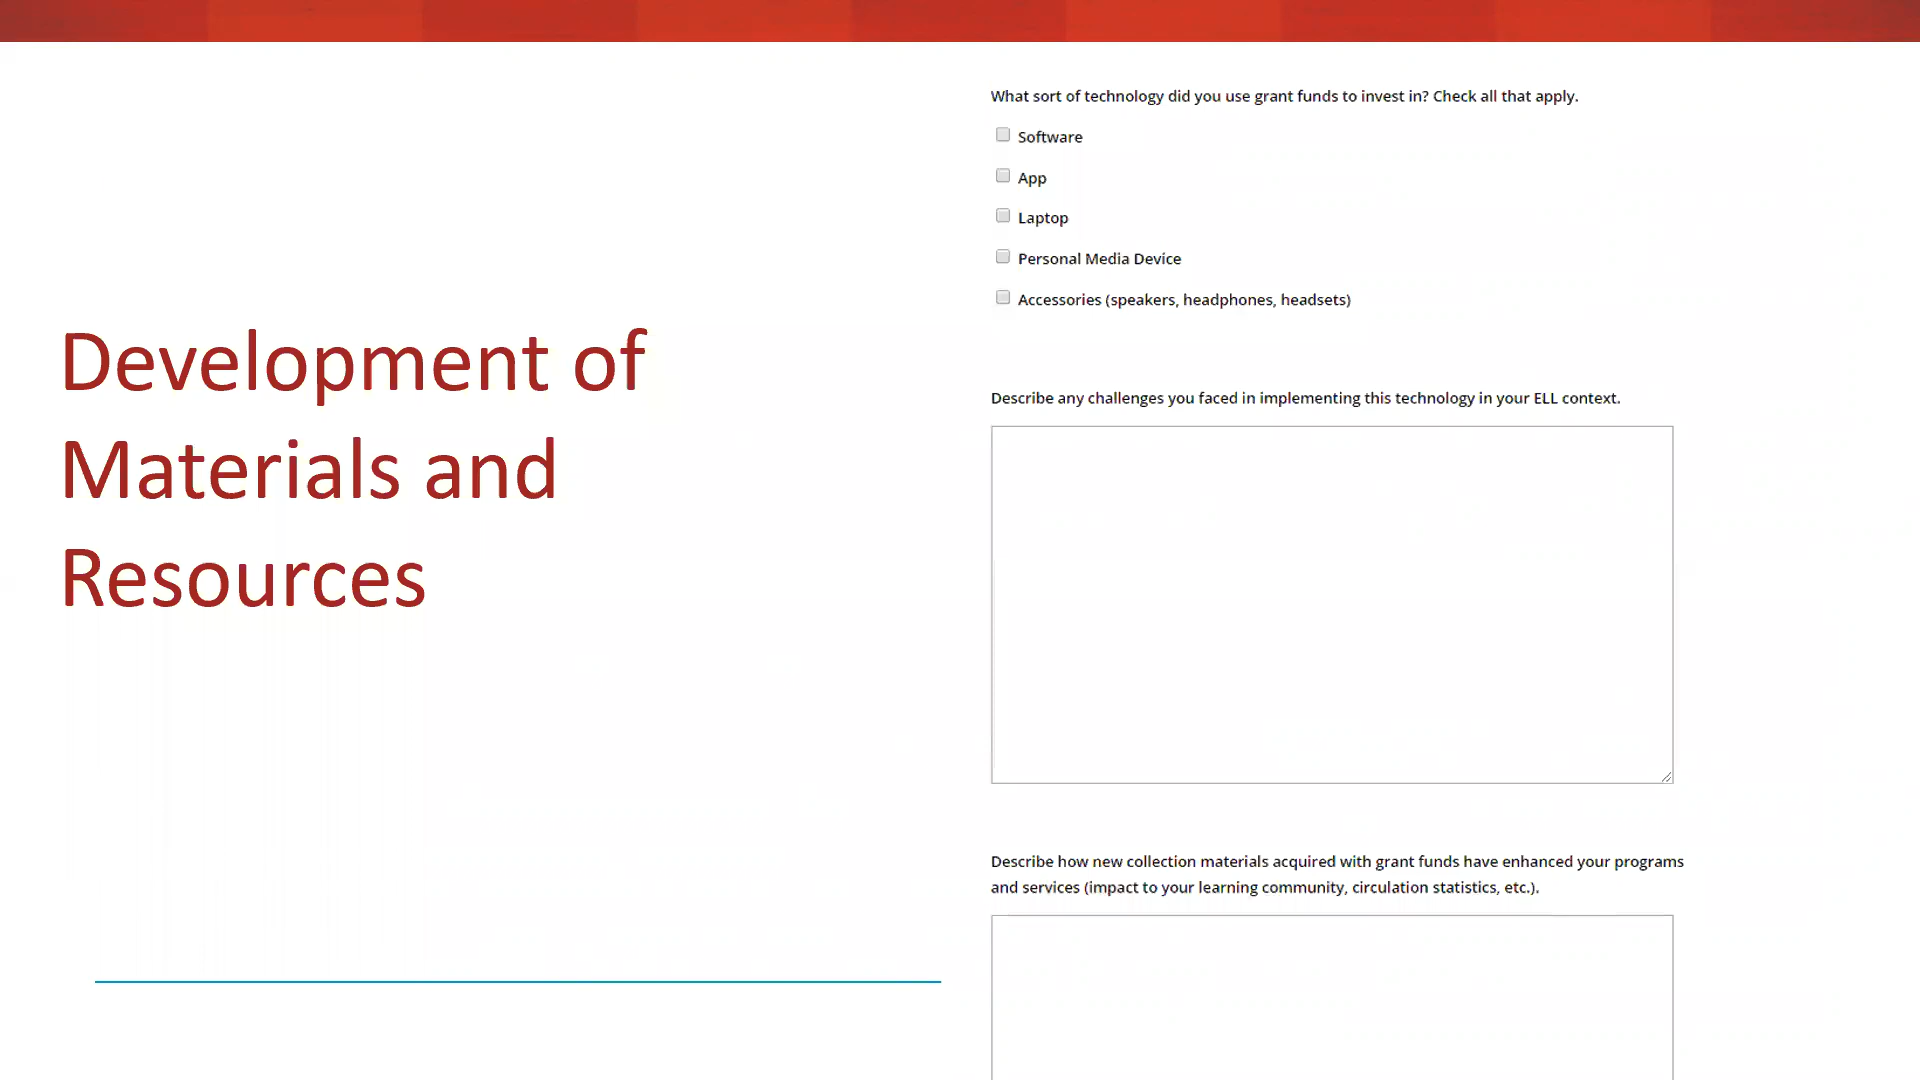 Development of
Materials and
Resources
What sort of technology did you use grant funds to invest in? Check all that apply.
Software
App
Laptop
Personal Media Device
Accessories (speakers, headphones, headsets)
Describe any challenges you faced in implementing this technology in your ELL context.
Describe how new collection materials acquired with grant funds have enhanced your programs
and services (impact to your learning community, circulation statistics, etc.).